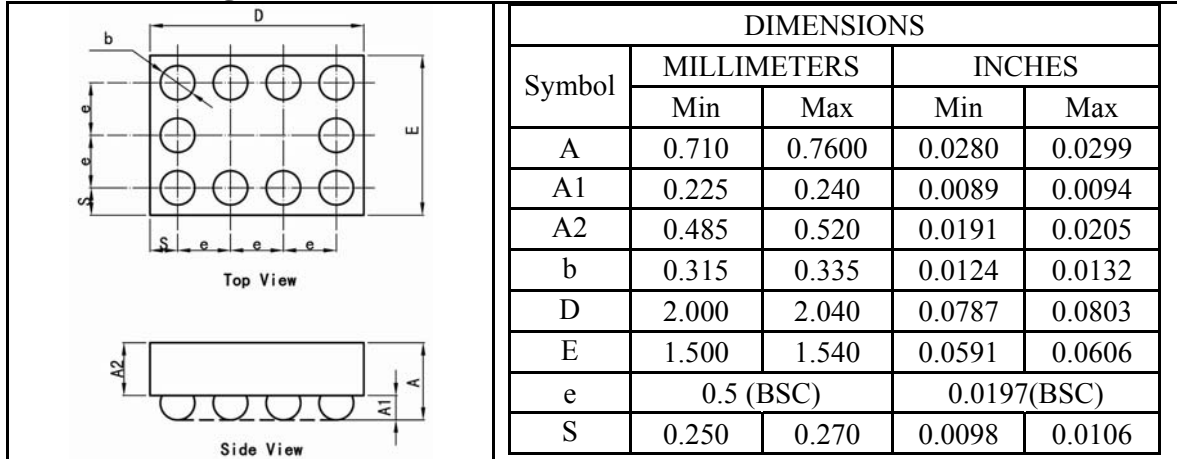 D
b
e
e
S
E
S e e e
Top View
A2
A1
A
Side View
DIMENSIONS
Symbol MILLIMETERS INCHES
Min Max Min Max
A 0.710 0.7600 0.0280 0.0299
A1 0.225 0.240 0.0089 0.0094
A2 0.485 0.520 0.0191 0.0205
b 0.315 0.335 0.0124 0.0132
D 2.000 2.040 0.0787 0.0803
E 1.500 1.540 0.0591 0.0606
e 0.5 (BSC) 0.0197(BSC)
S 0.250 0.270 0.0098 0.0106